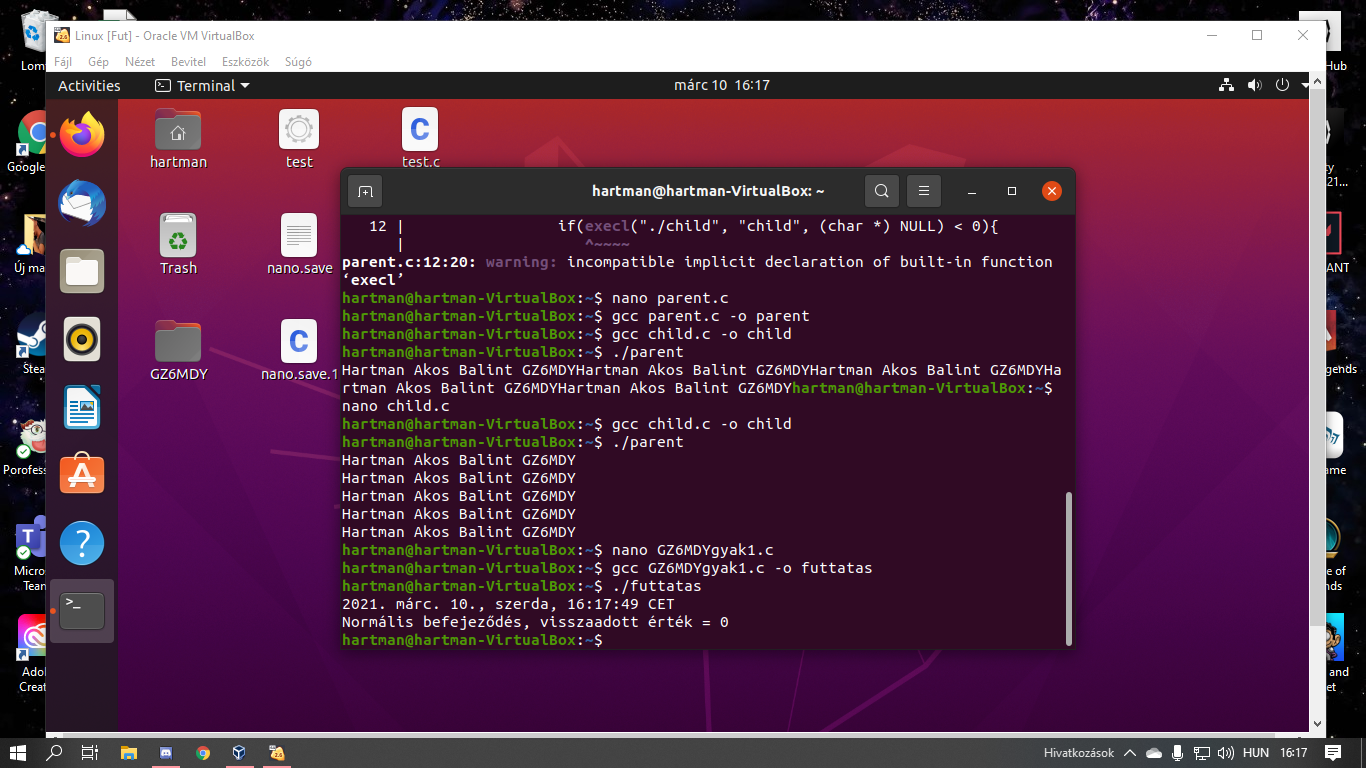 Linux [Fut] - Oracle VM VirtualBox
Fájl Gép Nézet Bevitel Eszközök Súgó
Activities Terminal márc 10 16:17
hartman test test.c
Trash nano.save
GZ6MDY nano.save.1
hartman@hartman-VirtualBox: ~
12 | if(execl("./child", "child", (char *) NULL) < 0){
| ^~~~~
parent.c:12:20: warning: incompatible implicit declaration of built-in function
‘execl’
hartman@hartman-VirtualBox:~$ nano parent.c
hartman@hartman-VirtualBox:~$ gcc parent.c -o parent
hartman@hartman-VirtualBox:~$ gcc child.c -o child
hartman@hartman-VirtualBox:~$ ./parent
Hartman Akos Balint GZ6MDYHartman Akos Balint GZ6MDYHartman Akos Balint GZ6MDYHa
rtman Akos Balint GZ6MDYHartman Akos Balint GZ6MDYhartman@hartman-VirtualBox:~$
nano child.c
hartman@hartman-VirtualBox:~$ gcc child.c -o child
hartman@hartman-VirtualBox:~$ ./parent
Hartman Akos Balint GZ6MDY
Hartman Akos Balint GZ6MDY
Hartman Akos Balint GZ6MDY
Hartman Akos Balint GZ6MDY
Hartman Akos Balint GZ6MDY
hartman@hartman-VirtualBox:~$ nano GZ6MDYgyak1.c
hartman@hartman-VirtualBox:~$ gcc GZ6MDYgyak1.c -o futtatas
hartman@hartman-VirtualBox:~$ ./futtatas
2021. márc. 10., szerda, 16:17:49 CET
Normális befejeződés, visszaadott érték = 0
hartman@hartman-VirtualBox:~$
Lom
Google
Új ma
Stea
Porofess
Micros
Tean
Adol
Creat
Hub
21...
ANT
gends
ame
e of
nds
and
et
Hivatkozások HUN 16:17